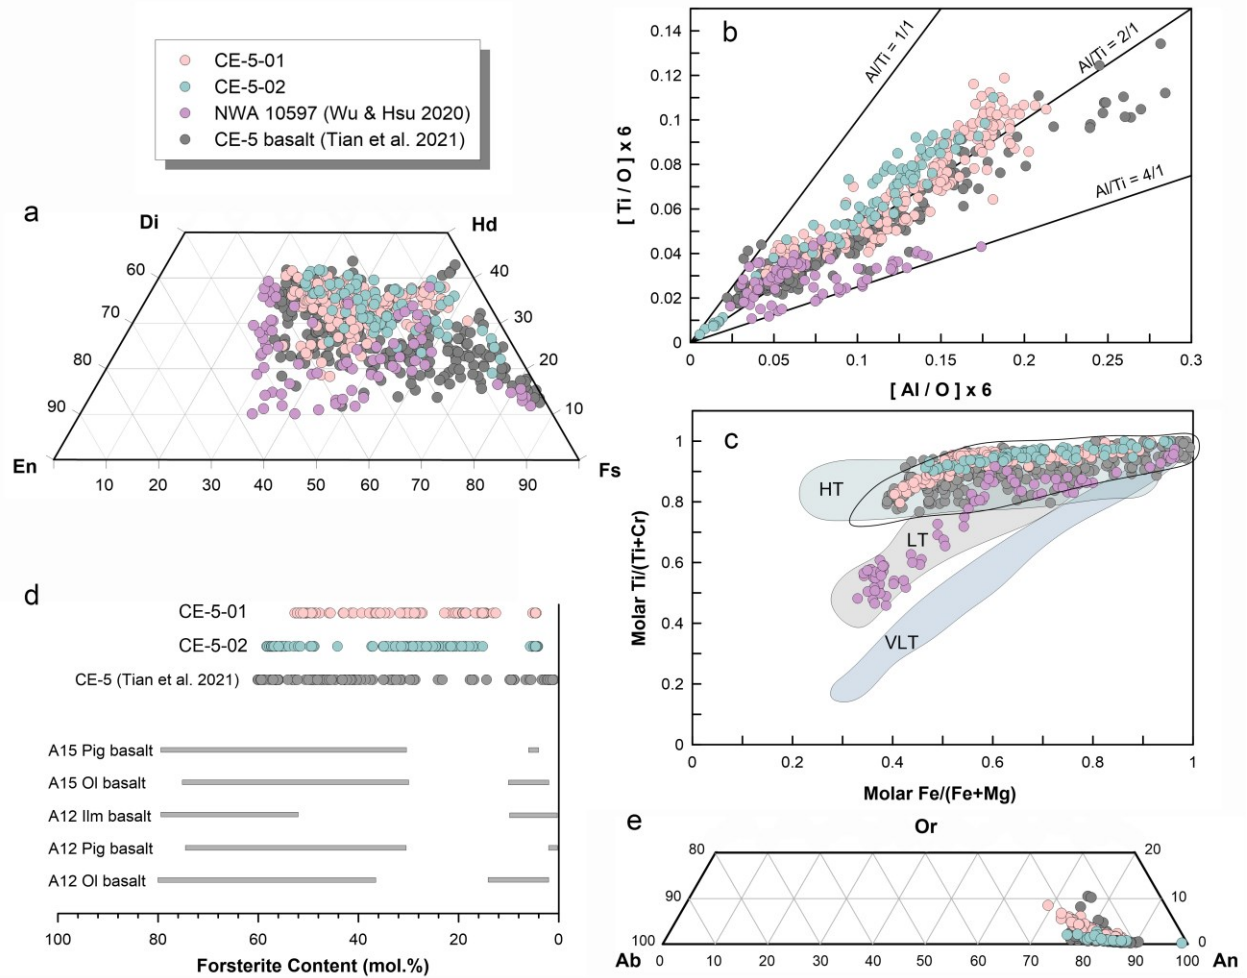 CE-5-01
CE-5-02
NWA 10597 (Wu & Hsu 2020)
CE-5 basalt (Tian et al. 2021)
a
Di
Hd
60
40
70
30
80
20
90
10
En
Fs
10
20
30
40
50
60
70
80
90
b
Al/Ti = 1/1
Al/Ti = 2/1
Al/Ti = 4/1
0.14
0.12
0.1
0.08
0.06
0.04
0.02
0
[ Ti / O ] x 6
0
0.05
0.1
0.15
0.2
0.25
0.3
[ Al / O ] x 6
c
HT
LT
VLT
1
0.8
0.6
0.4
0.2
0
Molar Ti/(Ti+Cr)
0
0.2
0.4
0.6
0.8
1
Molar Fe/(Fe+Mg)
d
CE-5-01
CE-5-02
CE-5 (Tian et al. 2021)
A15 Pig basalt
A15 Ol basalt
A12 Ilm basalt
A12 Pig basalt
A12 Ol basalt
100
80
60
40
20
0
Forsterite Content (mol.%)
e
Or
80
20
90
10
100
0
Ab
An
0
10
20
30
40
50
60
70
80
90
100